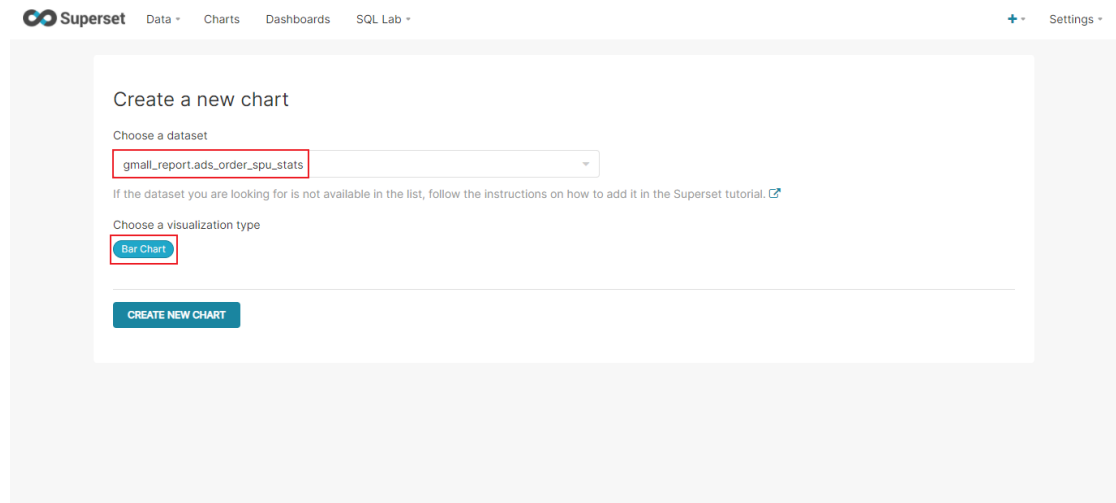 Superset Data Charts Dashboards SQL Lab + Settings
Create a new chart
Choose a dataset
gmall_report.ads_order_spu_stats
If the dataset you are looking for is not available in the list, follow the instructions on how to add it in the Superset tutorial.
Choose a visualization type
Bar Chart
CREATE NEW CHART